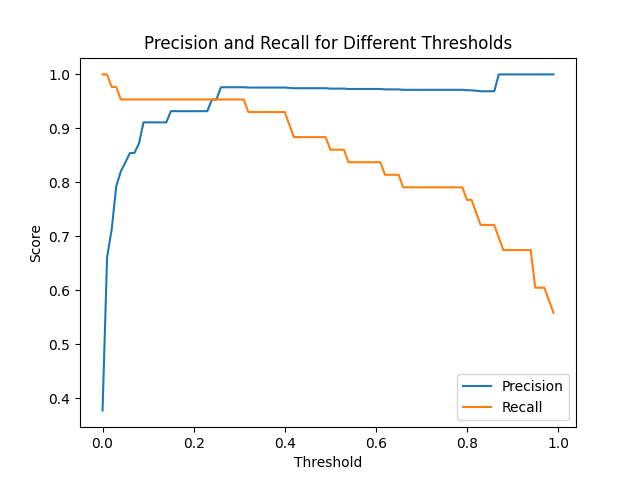 Precision and Recall for Different Thresholds
1.0
0.9
0.8
0.7
0.6
0.5
0.4
Score
0.0 0.2 0.4 0.6 0.8 1.0
Threshold
Precision
Recall